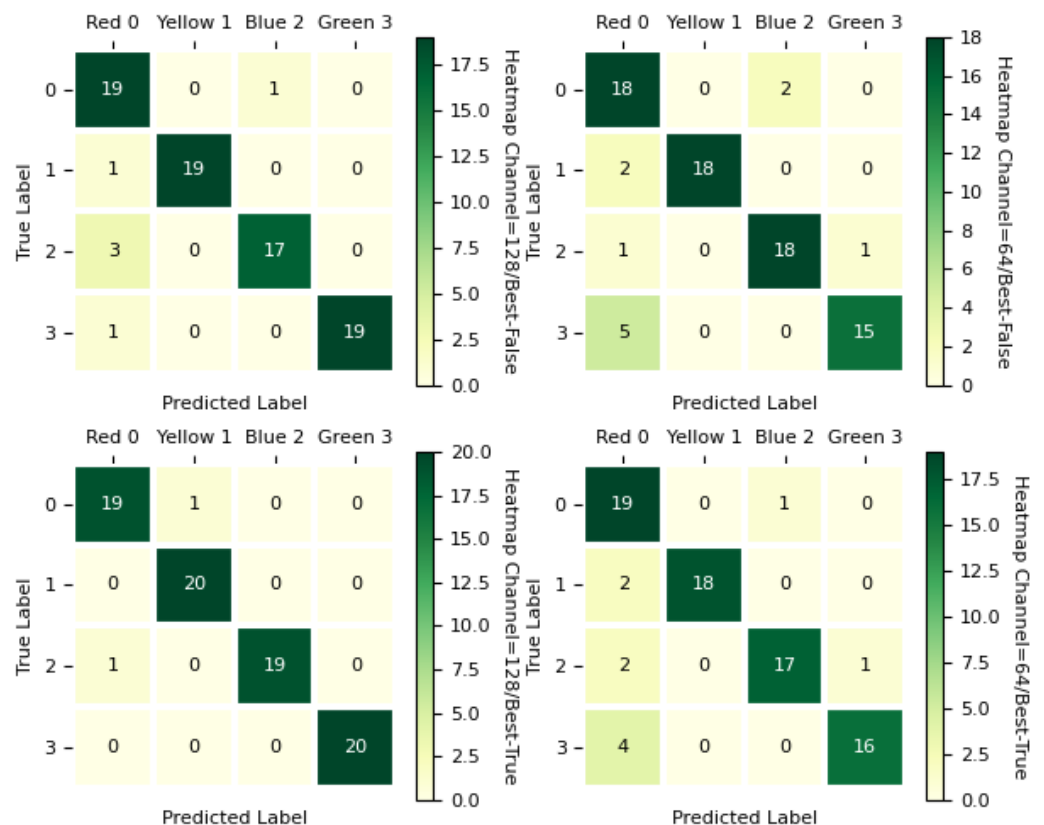 Red 0 Yellow 1 Blue 2 Green 3
0 19 0 1 0
1 1 19 0 0
2 3 0 17 0
3 1 0 0 19
True Label
Predicted Label
17.5
15.0
12.5
10.0
7.5
5.0
2.5
0.0
Heatmap Channel=128/Best-False
Red 0 Yellow 1 Blue 2 Green 3
0 18 0 2 0
1 2 18 0 0
2 1 0 18 1
3 5 0 0 15
True Label
Predicted Label
18
16
14
12
10
8
6
4
2
0
Heatmap Channel=64/Best-False
Red 0 Yellow 1 Blue 2 Green 3
0 19 1 0 0
1 0 20 0 0
2 1 0 19 0
3 0 0 0 20
True Label
Predicted Label
20.0
17.5
15.0
12.5
10.0
7.5
5.0
2.5
0.0
Heatmap Channel=128/Best-True
Red 0 Yellow 1 Blue 2 Green 3
0 19 0 1 0
1 2 18 0 0
2 2 0 17 1
3 4 0 0 16
True Label
Predicted Label
17.5
15.0
12.5
10.0
7.5
5.0
2.5
0.0
Heatmap Channel=64/Best-True